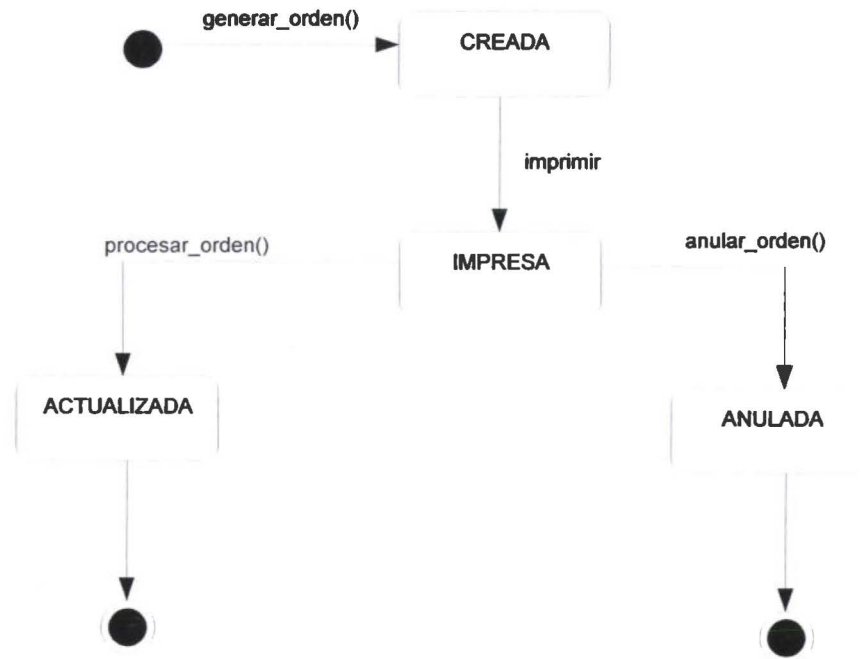 generar_orden()
CREADA
imprimir
procesar_orden()
IMPRESA
anular_orden()
ACTUALIZADA
ANULADA